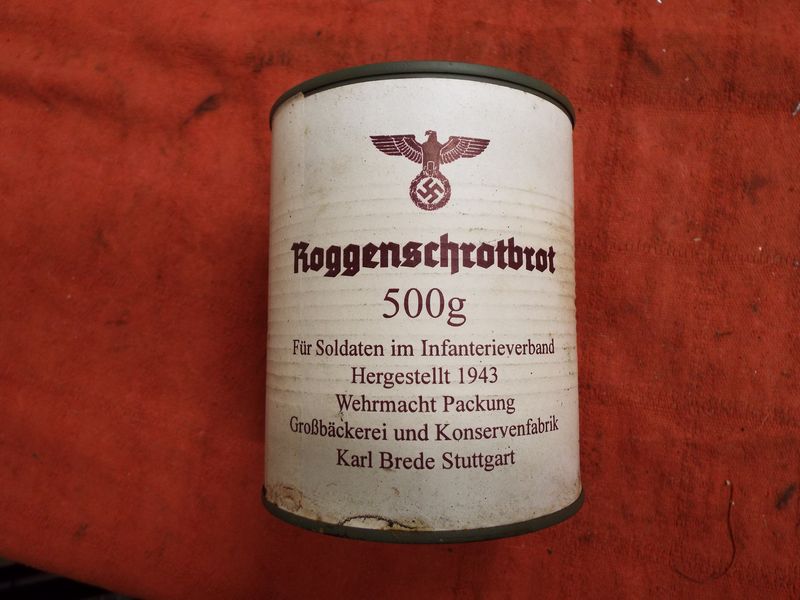 Roggenschrotbrot
500g
Für Soldaten im Infanterieverband
Hergestellt 1943
Wehrmacht Packung
Großbäckerei und Konservenfabrik
Karl Brede Stuttgart